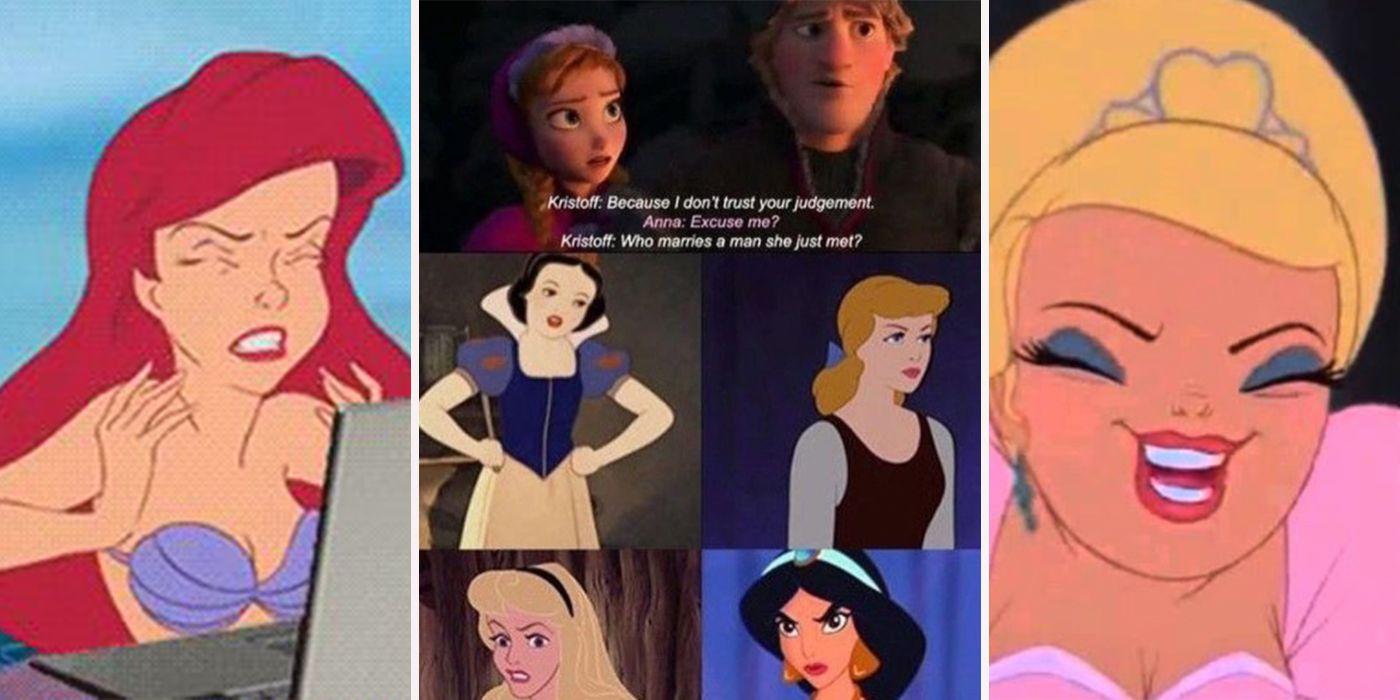 Kristoff: Because I don't trust your judgement.
Anna: Excuse me?
Kristoff: Who marries a man she just met?